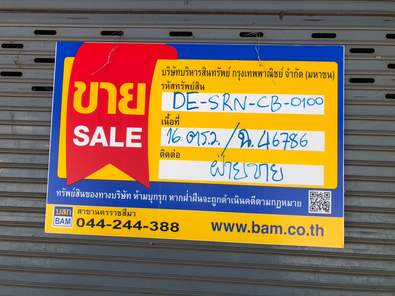 ขาย
SALE
บริษัทบริหารสินทรัพย์ กรุงเทพพาณิชย์ จำกัด (มหาชน)
รหัสทรัพย์สิน
DE-SRN-CB-0100
เนื้อที่
16 ตร.ว. / ฉ.46786
ติดต่อ
ฝ่ายขาย
ทรัพย์สินของทางบริษัท ห้ามบุกรุก หากฝ่าฝืนจะถูกดำเนินคดีตามกฎหมาย
บสก
BAM
สาขานครราชสีมา
044-244-388
www.bam.co.th